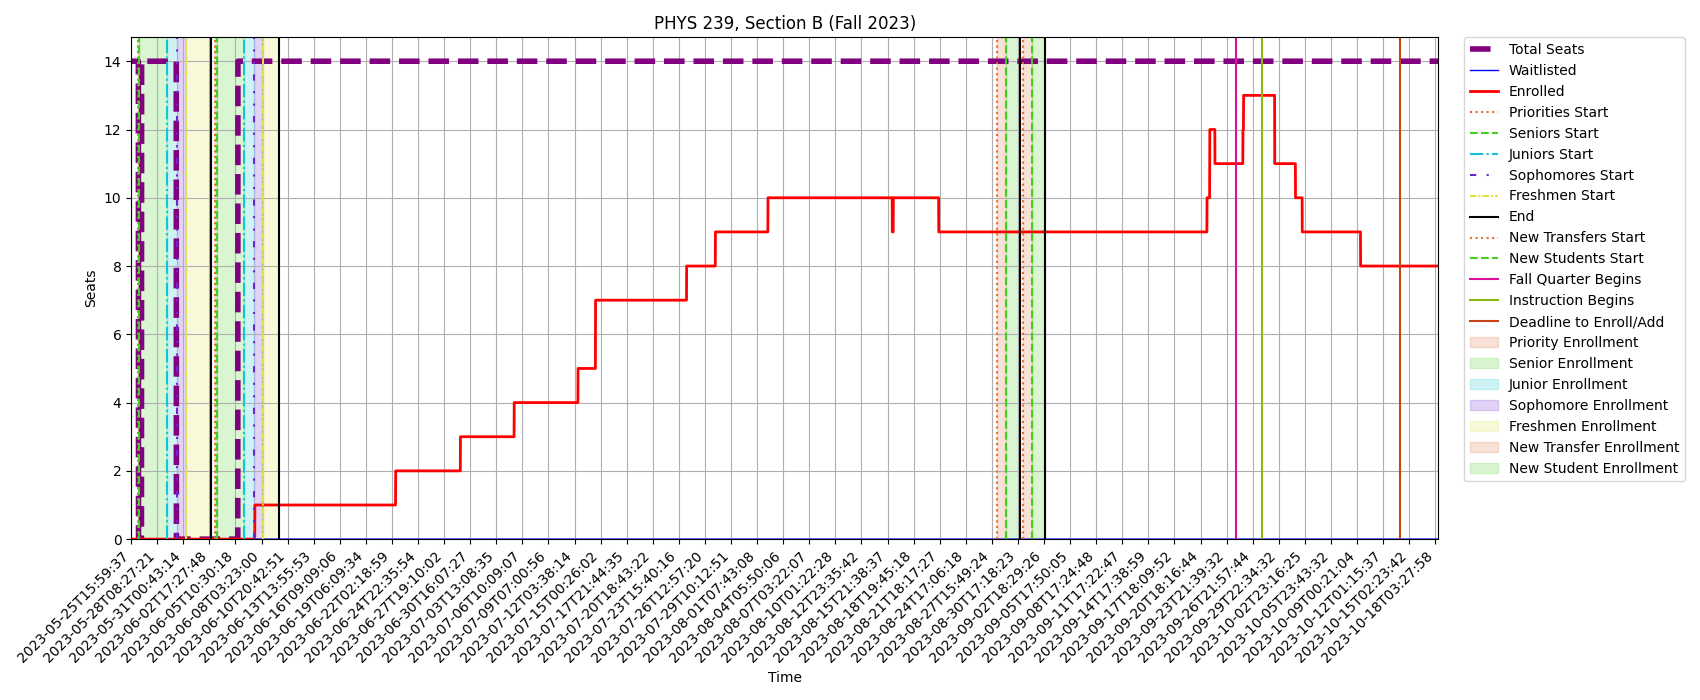 PHYS 239, Section B (Fall 2023)
Seats
14
12
10
8
6
4
2
0
2023-05-25T15:59:37
2023-05-28T08:27:21
2023-05-31T00:43:14
2023-06-02T17:27:48
2023-06-05T10:30:18
2023-06-08T03:23:00
2023-06-10T20:42:51
2023-06-13T13:55:53
2023-06-16T09:09:06
2023-06-19T06:09:34
2023-06-22T02:18:59
2023-06-24T22:35:54
2023-06-27T19:10:02
2023-06-30T16:07:27
2023-07-03T13:08:35
2023-07-06T10:09:07
2023-07-09T07:00:56
2023-07-12T03:38:14
2023-07-15T00:26:02
2023-07-17T21:44:35
2023-07-20T18:43:22
2023-07-23T15:40:16
2023-07-26T12:57:20
2023-07-29T10:12:51
2023-08-01T07:43:08
2023-08-04T05:50:06
2023-08-07T03:22:07
2023-08-10T01:22:28
2023-08-12T23:35:42
2023-08-15T21:38:37
2023-08-18T19:45:18
2023-08-21T18:17:27
2023-08-24T17:06:18
2023-08-27T15:49:24
2023-08-30T17:18:23
2023-09-02T18:29:26
2023-09-05T17:50:05
2023-09-08T17:24:48
2023-09-11T17:22:47
2023-09-14T17:38:59
2023-09-17T18:09:52
2023-09-20T18:16:44
2023-09-23T21:39:32
2023-09-26T21:57:44
2023-09-29T22:34:32
2023-10-02T23:16:25
2023-10-05T23:43:32
2023-10-09T00:21:04
2023-10-12T01:15:37
2023-10-15T02:23:42
2023-10-18T03:27:58
Time
Total Seats
Waitlisted
Enrolled
Priorities Start
Seniors Start
Juniors Start
Sophomores Start
Freshmen Start
End
New Transfers Start
New Students Start
Fall Quarter Begins
Instruction Begins
Deadline to Enroll/Add
Priority Enrollment
Senior Enrollment
Junior Enrollment
Sophomore Enrollment
Freshmen Enrollment
New Transfer Enrollment
New Student Enrollment